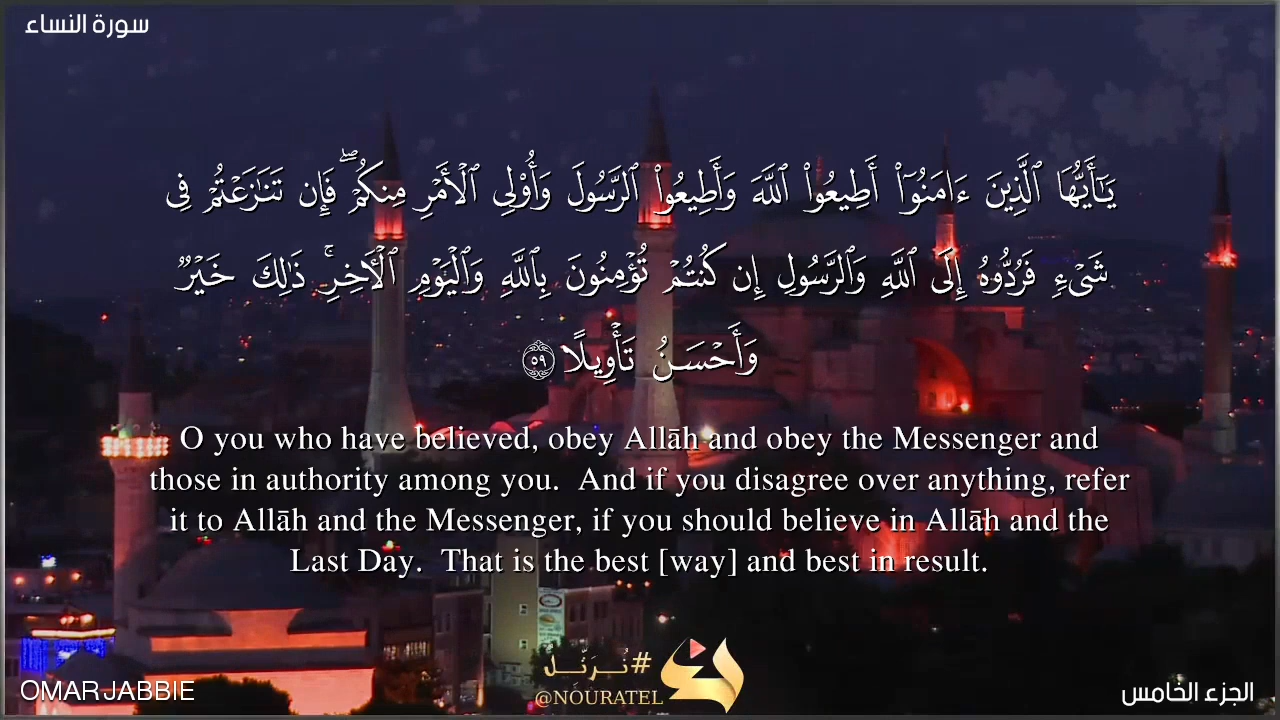 سورة النساء
يَـٰٓأَيُّهَا ٱلَّذِينَ ءَامَنُوٓا۟ أَطِيعُوا۟ ٱللَّهَ وَأَطِيعُوا۟ ٱلرَّسُولَ وَأُو۟لِى ٱلْأَمْرِ مِنكُمْ ۖ فَإِن تَنَـٰزَعْتُمْ فِى
شَىْءٍ فَرُدُّوهُ إِلَى ٱللَّهِ وَٱلرَّسُولِ إِن كُنتُمْ تُؤْمِنُونَ بِٱللَّهِ وَٱلْيَوْمِ ٱلْـَٔاخِرِ ۚ ذَٰلِكَ خَيْرٌ
وَأَحْسَنُ تَأْوِيلًا ٥٩
O you who have believed, obey Allāh and obey the Messenger and
those in authority among you.  And if you disagree over anything, refer
it to Allāh and the Messenger, if you should believe in Allāh and the
Last Day.  That is the best [way] and best in result.
#نُـرَتّـلْ
@NOURATEL
OMAR JABBIE
الجزء الخامس